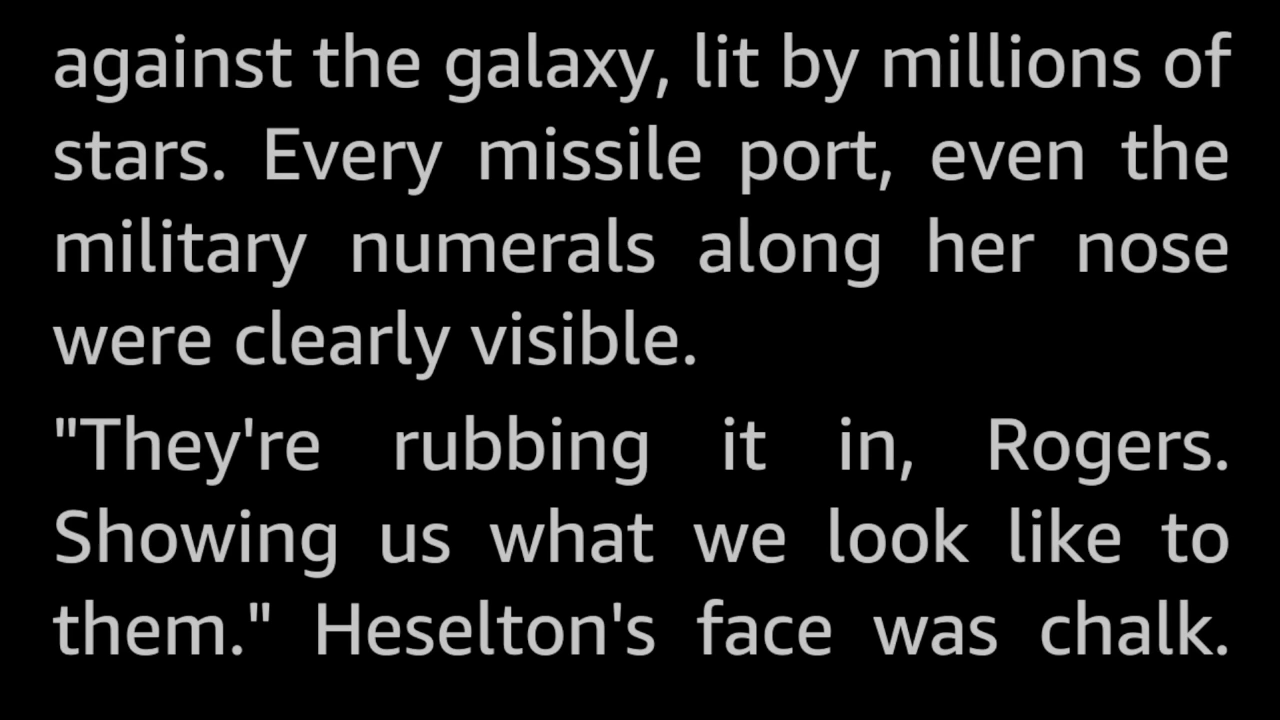 against the galaxy, lit by millions of
stars. Every missile port, even the
military numerals along her nose
were clearly visible.
"They're rubbing it in, Rogers.
Showing us what we look like to
them." Heselton's face was chalk.